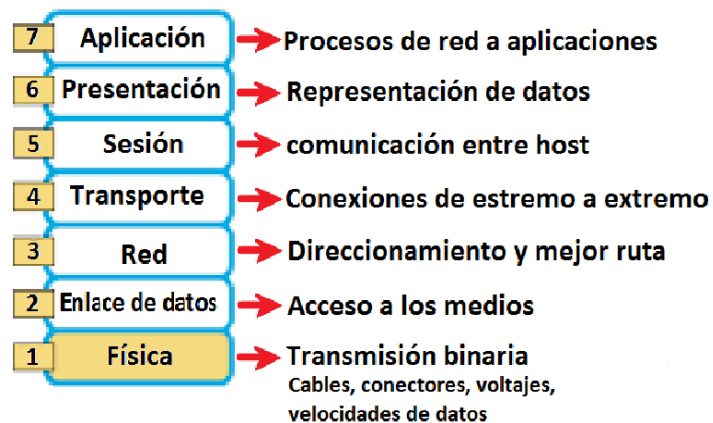 7 Aplicación Procesos de red a aplicaciones
6 Presentación Representación de datos
5 Sesión comunicación entre host
4 Transporte Conexiones de estremo a extremo
3 Red Direccionamiento y mejor ruta
2 Enlace de datos Acceso a los medios
1 Física Transmisión binaria
Cables, conectores, voltajes,
velocidades de datos